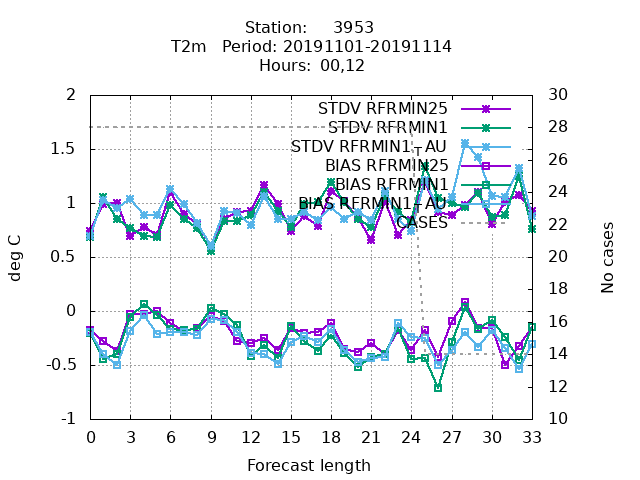 Station: 3953
T2m Period: 20191101-20191114
Hours: 00,12
2
1.5
1
0.5
0
-0.5
-1
30
28
26
24
22
20
18
16
14
12
10
STDV RFRMIN25
STDV RFRMIN1
STDV RFRMIN1_AU
BIAS RFRMIN25
BIAS RFRMIN1
BIAS RFRMIN1_AU
CASES
deg C
No cases
0 3 6 9 12 15 18 21 24 27 30 33
Forecast length